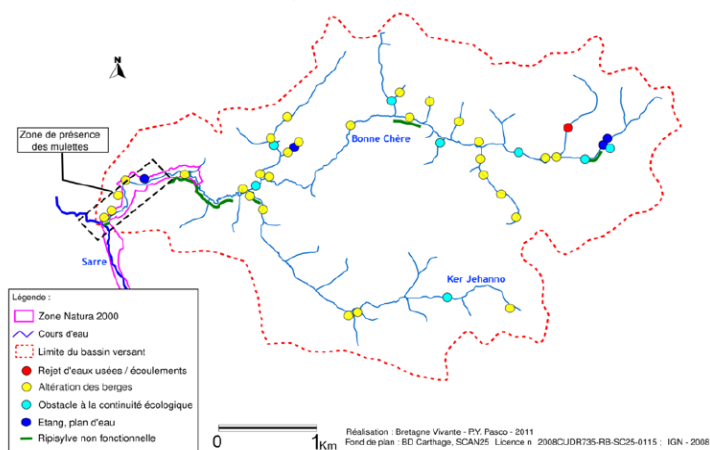 N
Zone de présence
des mulettes
Bonne Chère
Sarre
Ker Jehanno
Légende :
Zone Natura 2000
Cours d'eau
Limite du bassin versant
Rejet d'eaux usées / écoulements
Altération des berges
Obstacle à la continuité écologique
Etang, plan d'eau
Ripisylve non fonctionnelle
0 1Km
Réalisation : Bretagne Vivante - P.Y. Pasco - 2011
Fond de plan : BD Carthage, SCAN25 Licence n 2008CUDR735-RB-SC25-0115 ; IGN - 2008